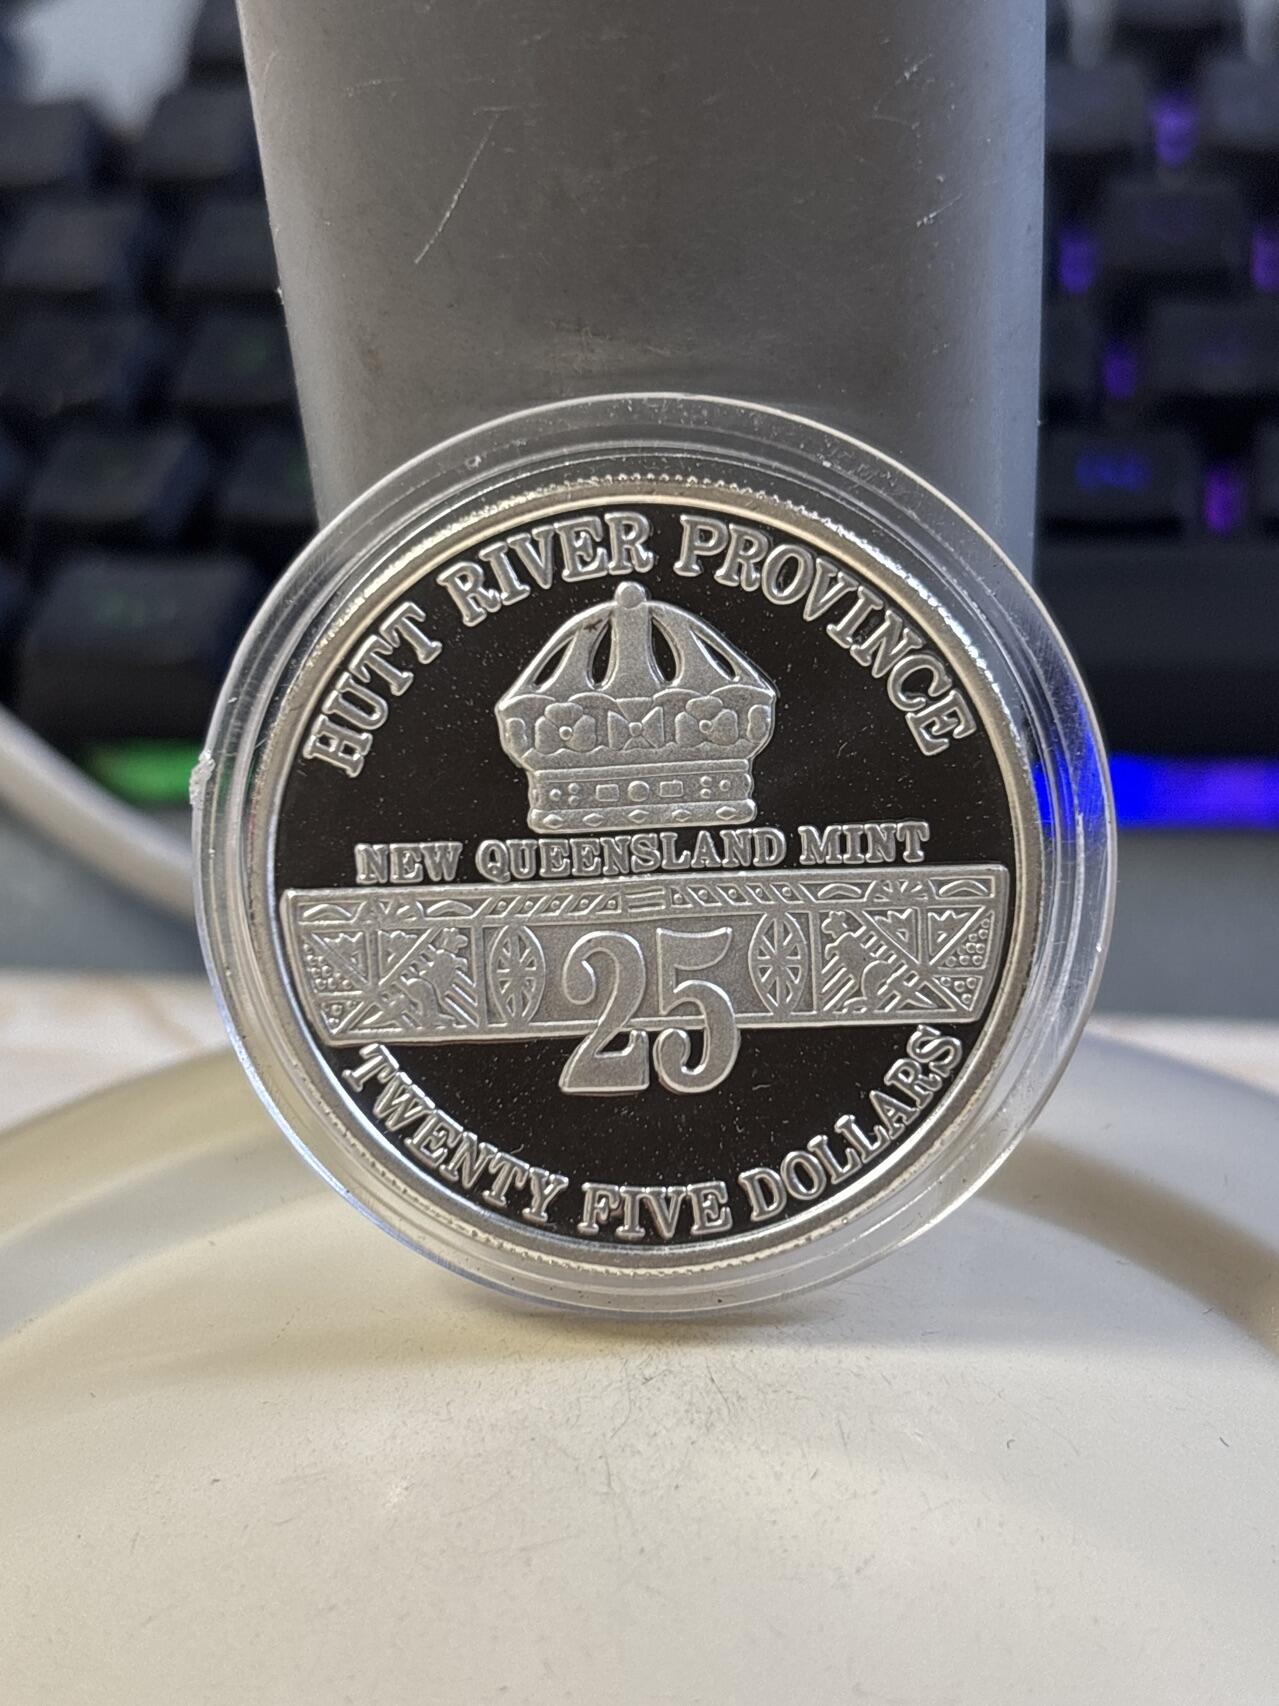 HUTT RIVER PROVINCE
NEW QUEENSLAND MINT
25
TWENTY FIVE DOLLARS